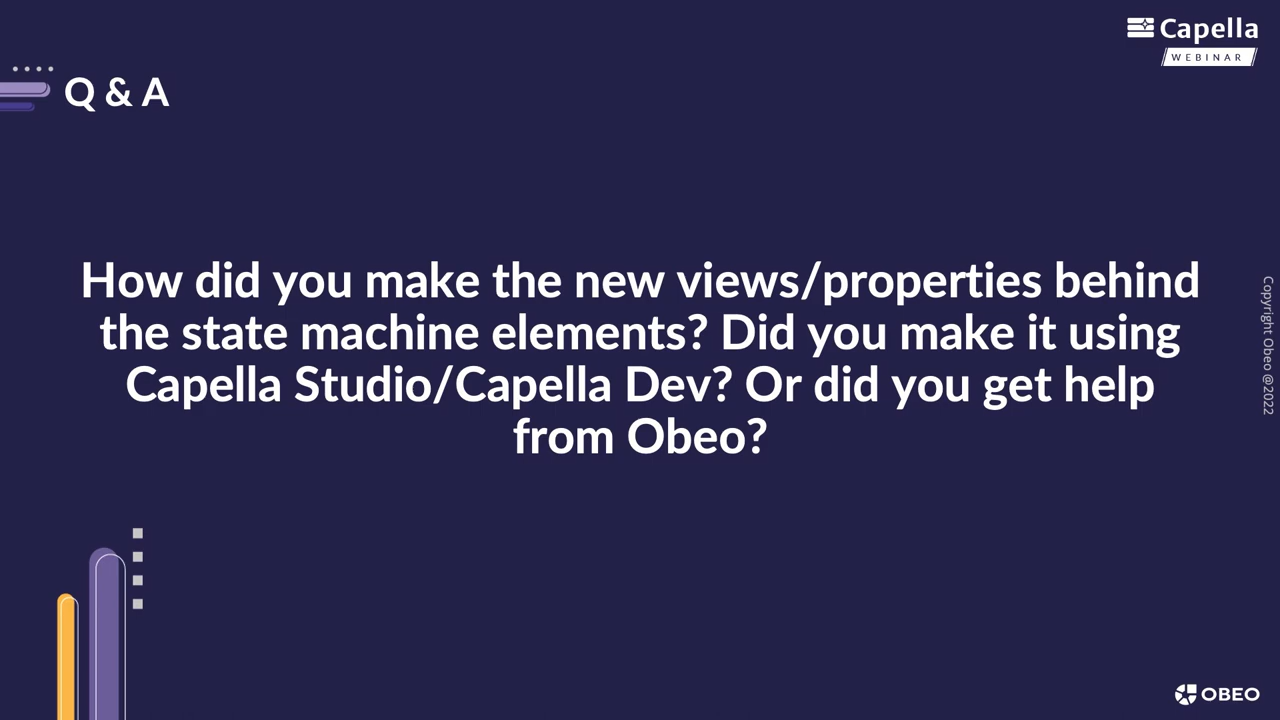 Capella
WEBINAR
Q & A
How did you make the new views/properties behind
the state machine elements? Did you make it using
Capella Studio/Capella Dev? Or did you get help
from Obeo?
Copyright Obeo @2022
OBEO